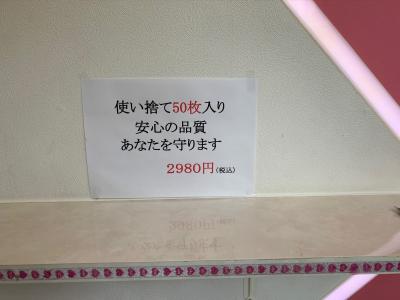 使い捨て50枚入り
安心の品質
あなたを守ります
2980円(税込)